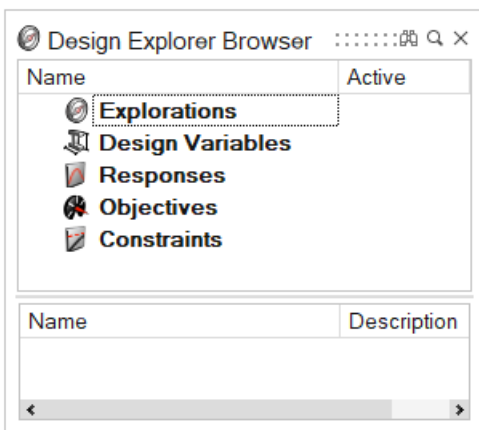 Design Explorer Browser
Name Active
Explorations
Design Variables
Responses
Objectives
Constraints
Name Description